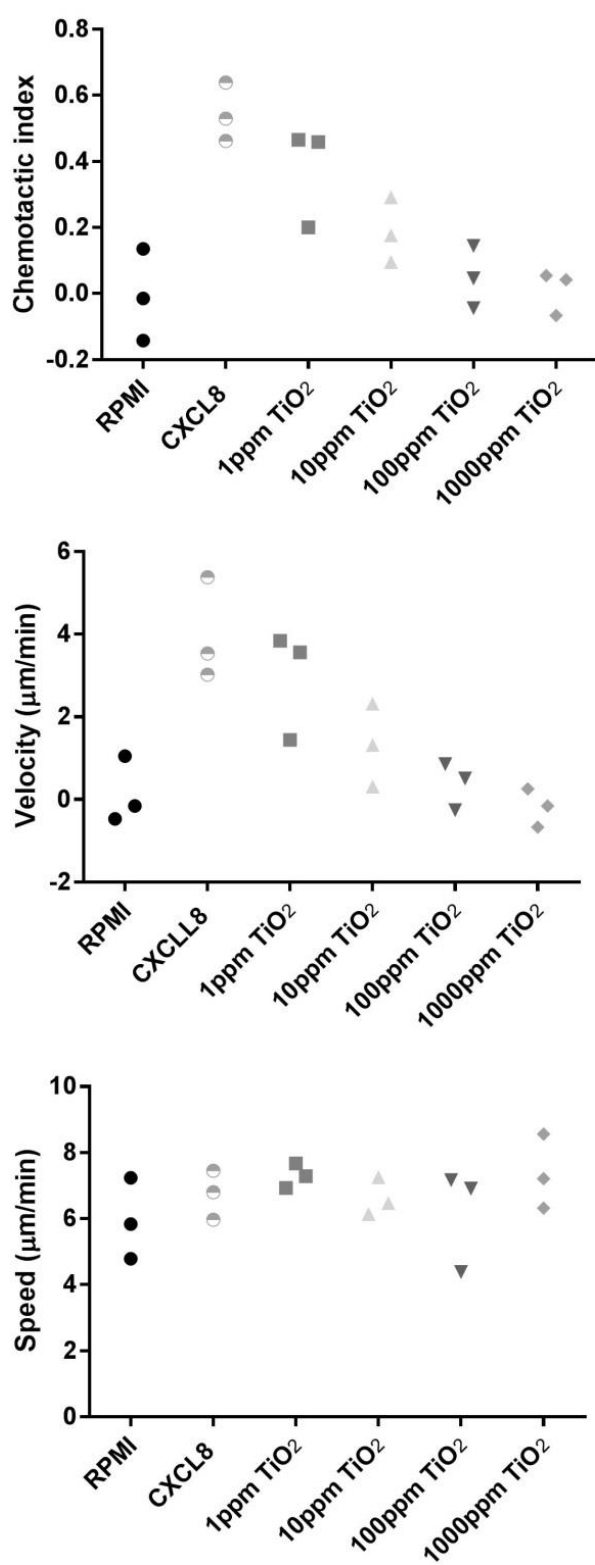 Chemotactic index
0.8
0.6
0.4
0.2
0.0
-0.2
RPMI
CXCL8
1ppm TiO2
10ppm TiO2
100ppm TiO2
1000ppm TiO2
Velocity (μm/min)
6
4
2
0
-2
RPMI
CXCLL8
1ppm TiO2
10ppm TiO2
100ppm TiO2
1000ppm TiO2
Speed (μm/min)
10
8
6
4
2
0
RPMI
CXCL8
1ppm TiO2
10ppm TiO2
100ppm TiO2
1000ppm TiO2